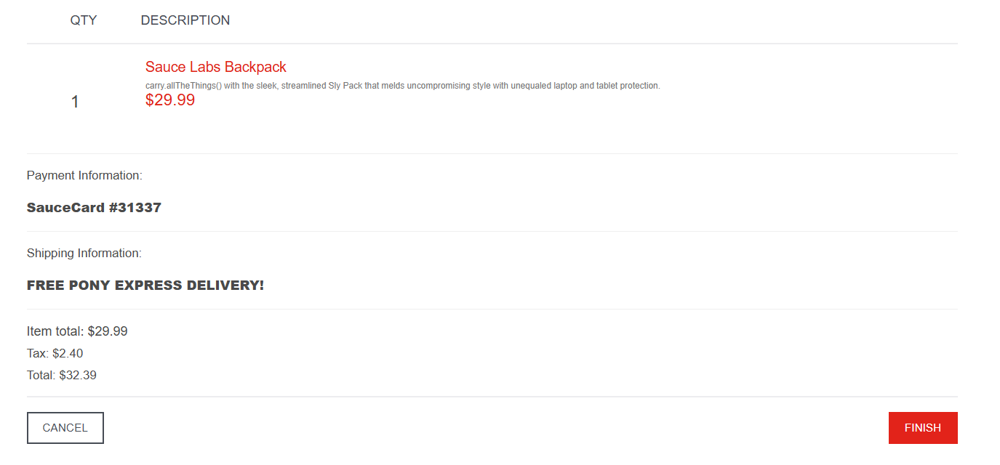 QTY DESCRIPTION
Sauce Labs Backpack
carry.allTheThings() with the sleek, streamlined Sly Pack that melds uncompromising style with unequaled laptop and tablet protection.
1 $29.99
Payment Information:
SauceCard #31337
Shipping Information:
FREE PONY EXPRESS DELIVERY!
Item total: $29.99
Tax: $2.40
Total: $32.39
CANCEL FINISH